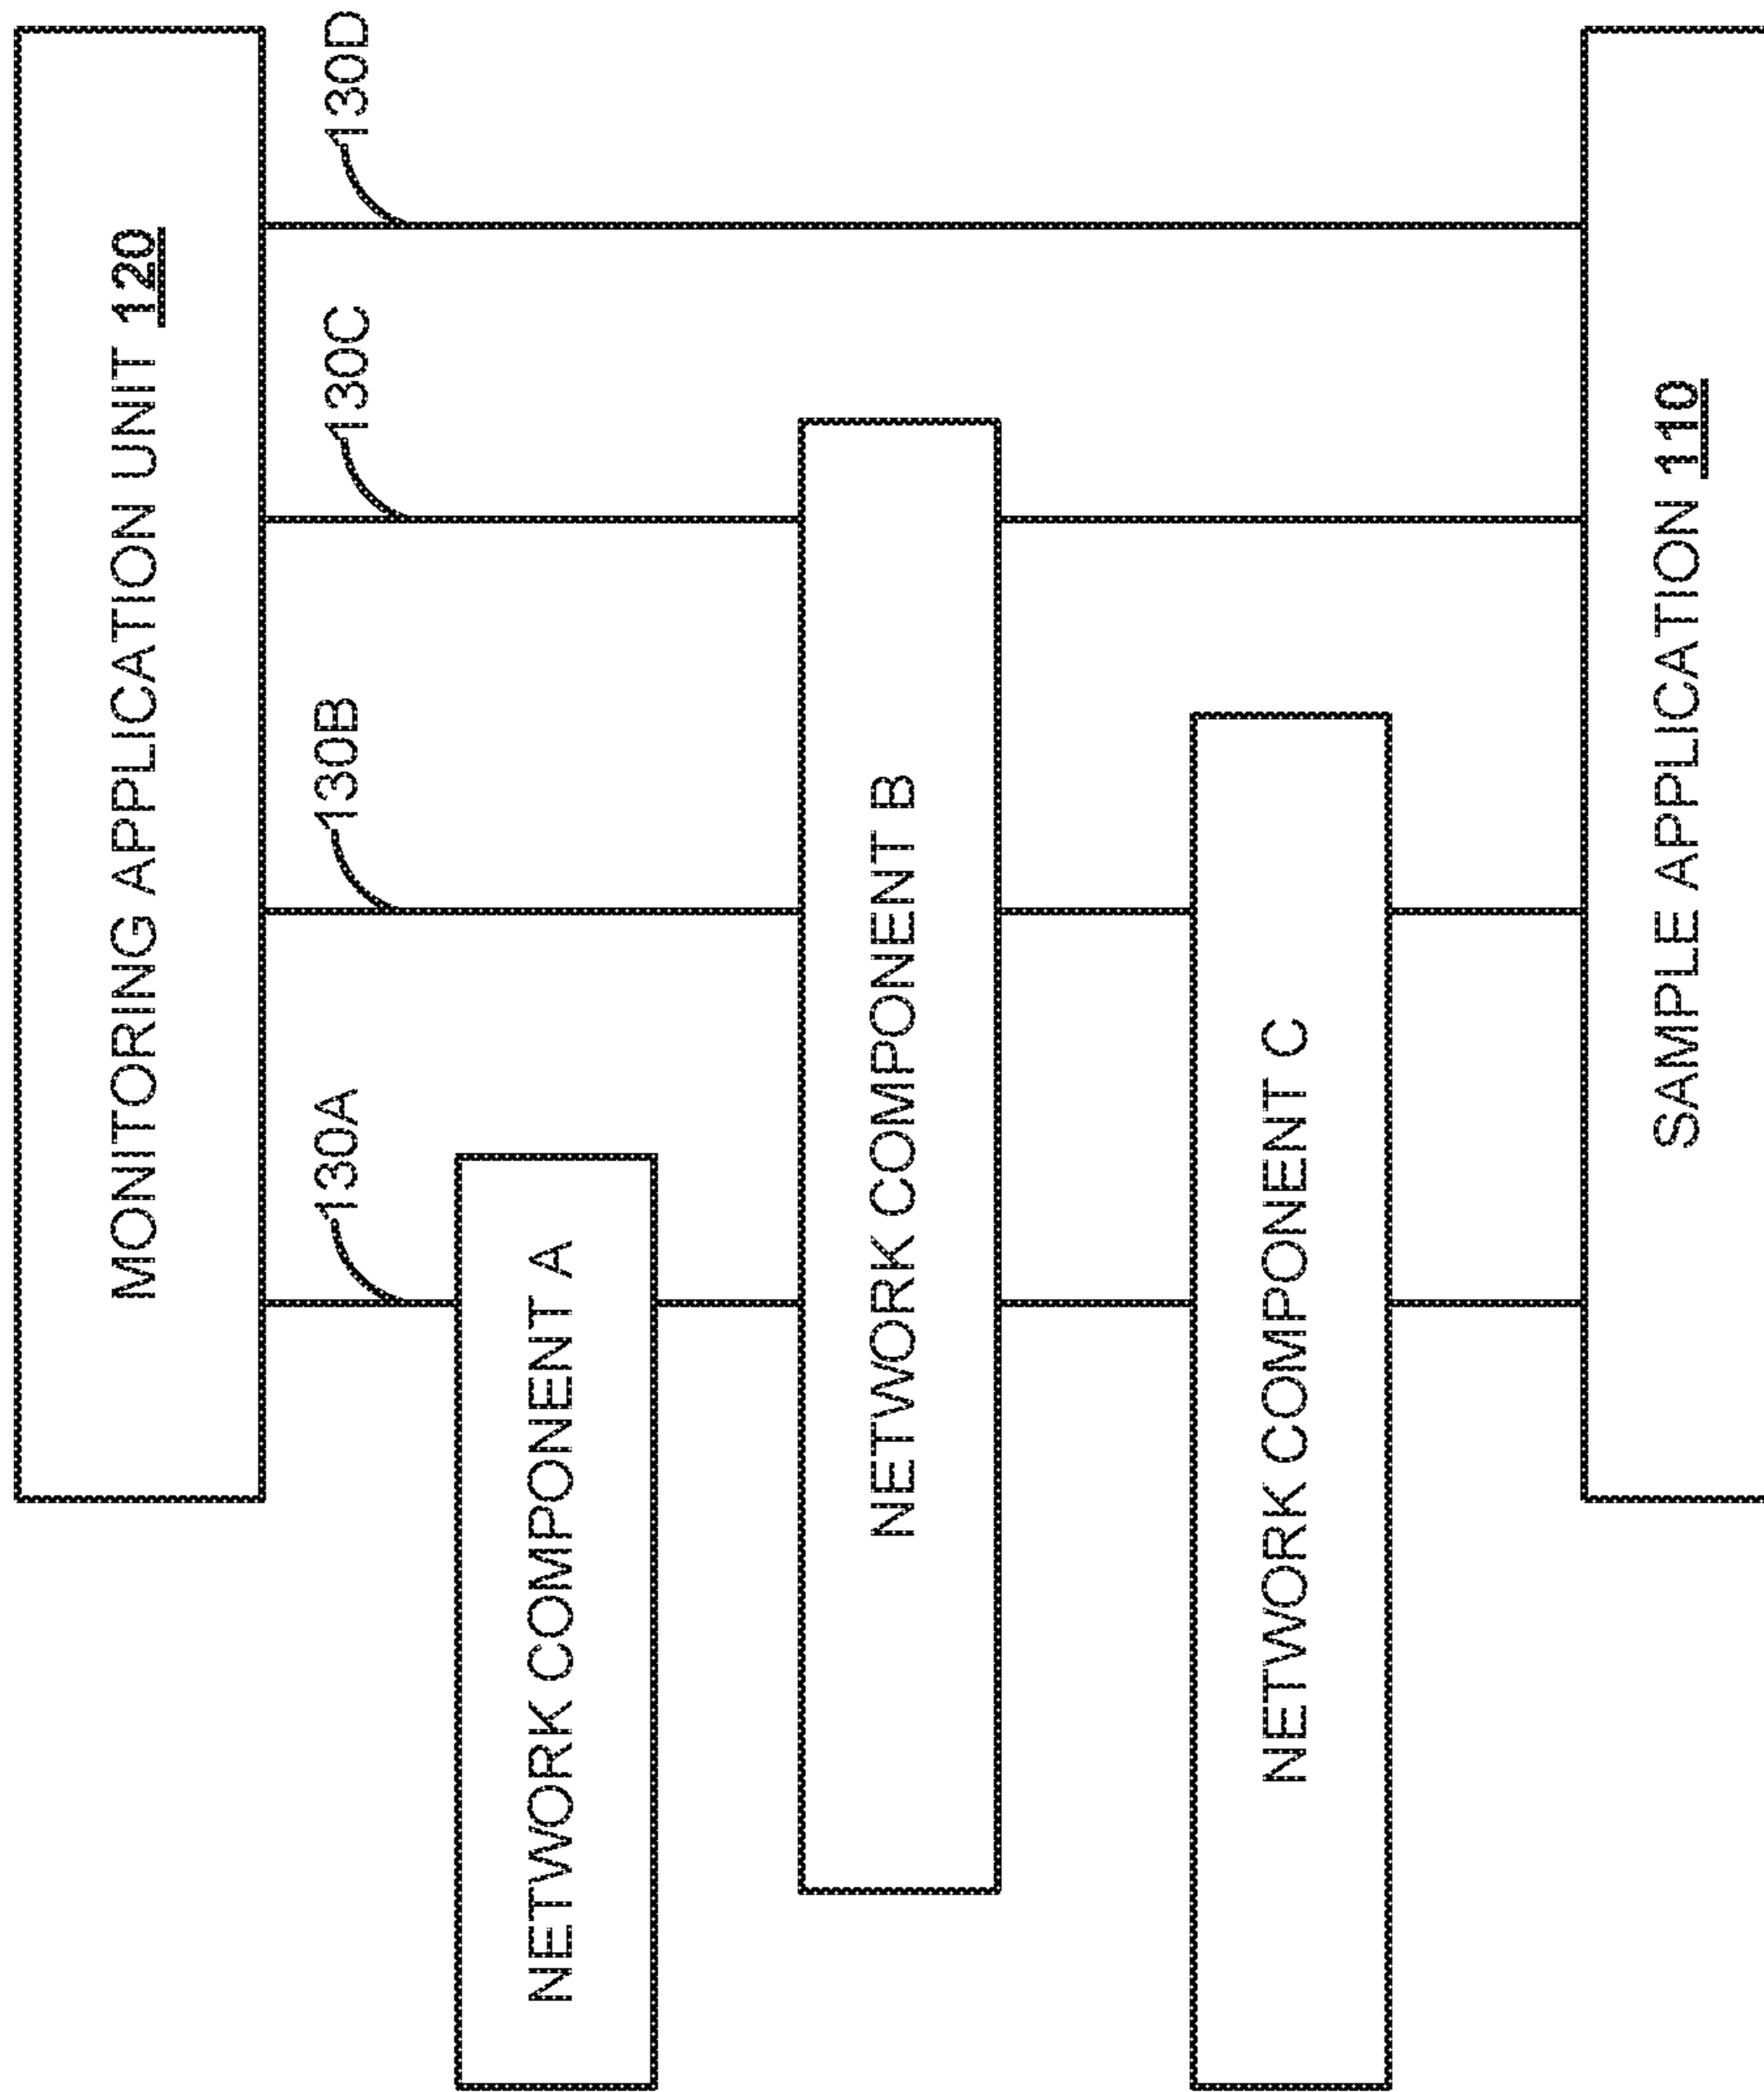 MONITORING APPLICATION UNIT 120
130A
130B
130C
130D
NETWORK COMPONENT A
NETWORK COMPONENT B
NETWORK COMPONENT C
SAMPLE APPLICATION 110